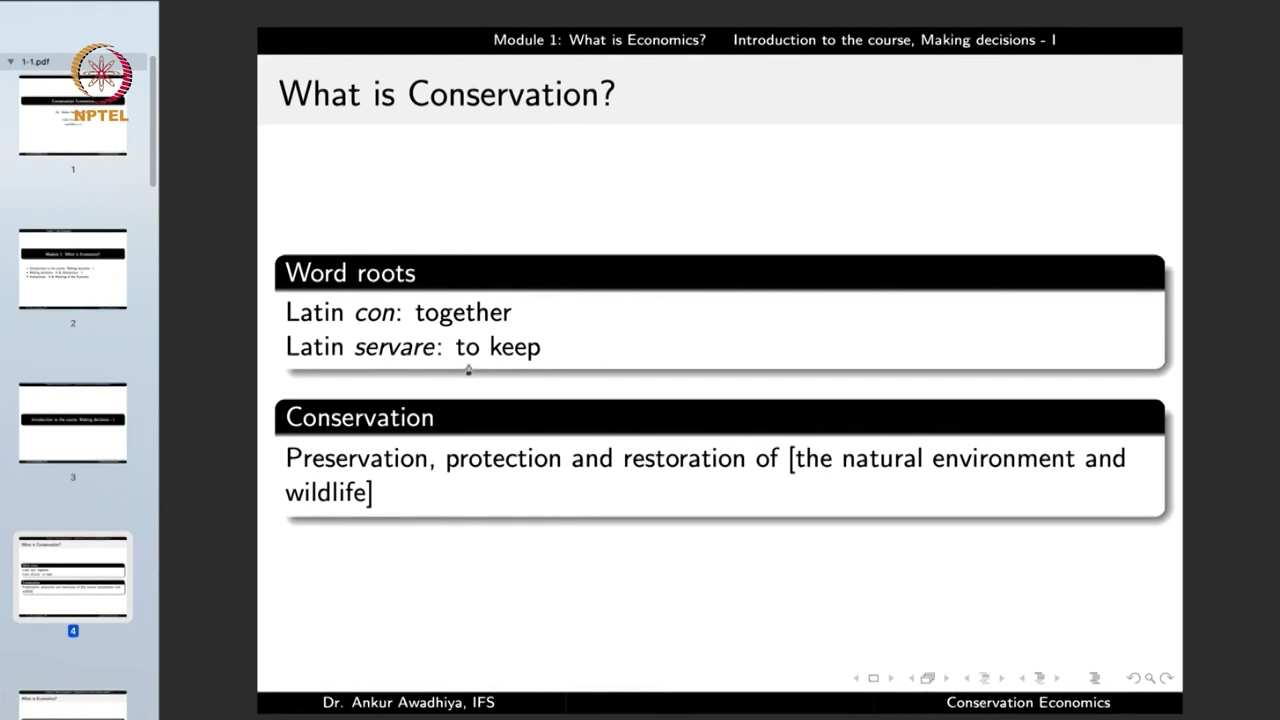 Module 1: What is Economics? Introduction to the course, Making decisions - I
1-1.pdf
NPTEL
What is Conservation?
Word roots
Latin con: together
Latin servare: to keep
Conservation
Preservation, protection and restoration of [the natural environment and
wildlife]
1
2
3
4
Dr. Ankur Awadhiya, IFS
Conservation Economics